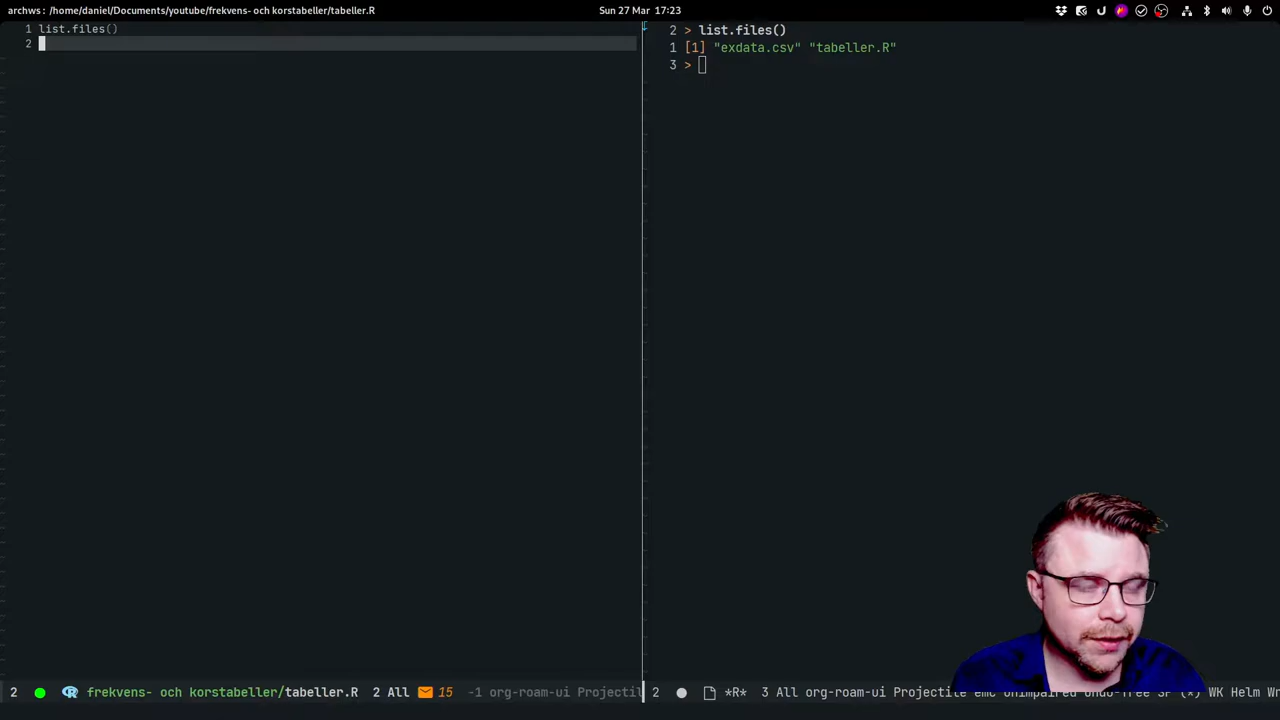 archws : /home/daniel/Documents/youtube/frekvens- och korstabeller/tabeller.R
Sun 27 Mar 17:23
1 list.files()
2
2 > list.files()
1 [1] "exdata.csv" "tabeller.R"
3 >
2 frekvens- och korstabeller/tabeller.R 2 All 15 -1 org-roam-ui Projectil
2 *R* 3 All org-roam-ui Projectile emc unimpaired undo-tree SP (*) WK Helm Wr